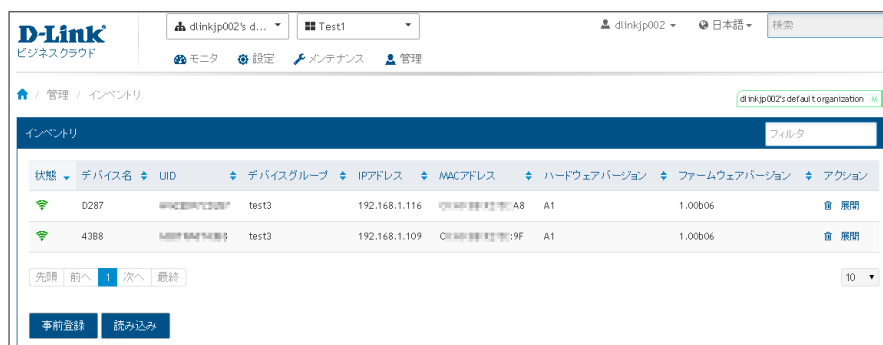 D-Link
ビジネスクラウド
dlinkjp002's d... Test1 dlinkjp002 日本語 検索
モニタ 設定 メンテナンス 管理
/ 管理 / インベントリ
dlinkjp002's default organization
インベントリ フィルタ
状態 デバイス名 UID デバイスグループ IPアドレス MACアドレス ハードウェアバージョン ファームウェアバージョン アクション
D287 test3 192.168.1.116 A8 A1 1.00b06 展開
43B8 test3 192.168.1.109 :9F A1 1.00b06 展開
先頭 前へ 1 次へ 最終 10
事前登録 読み込み